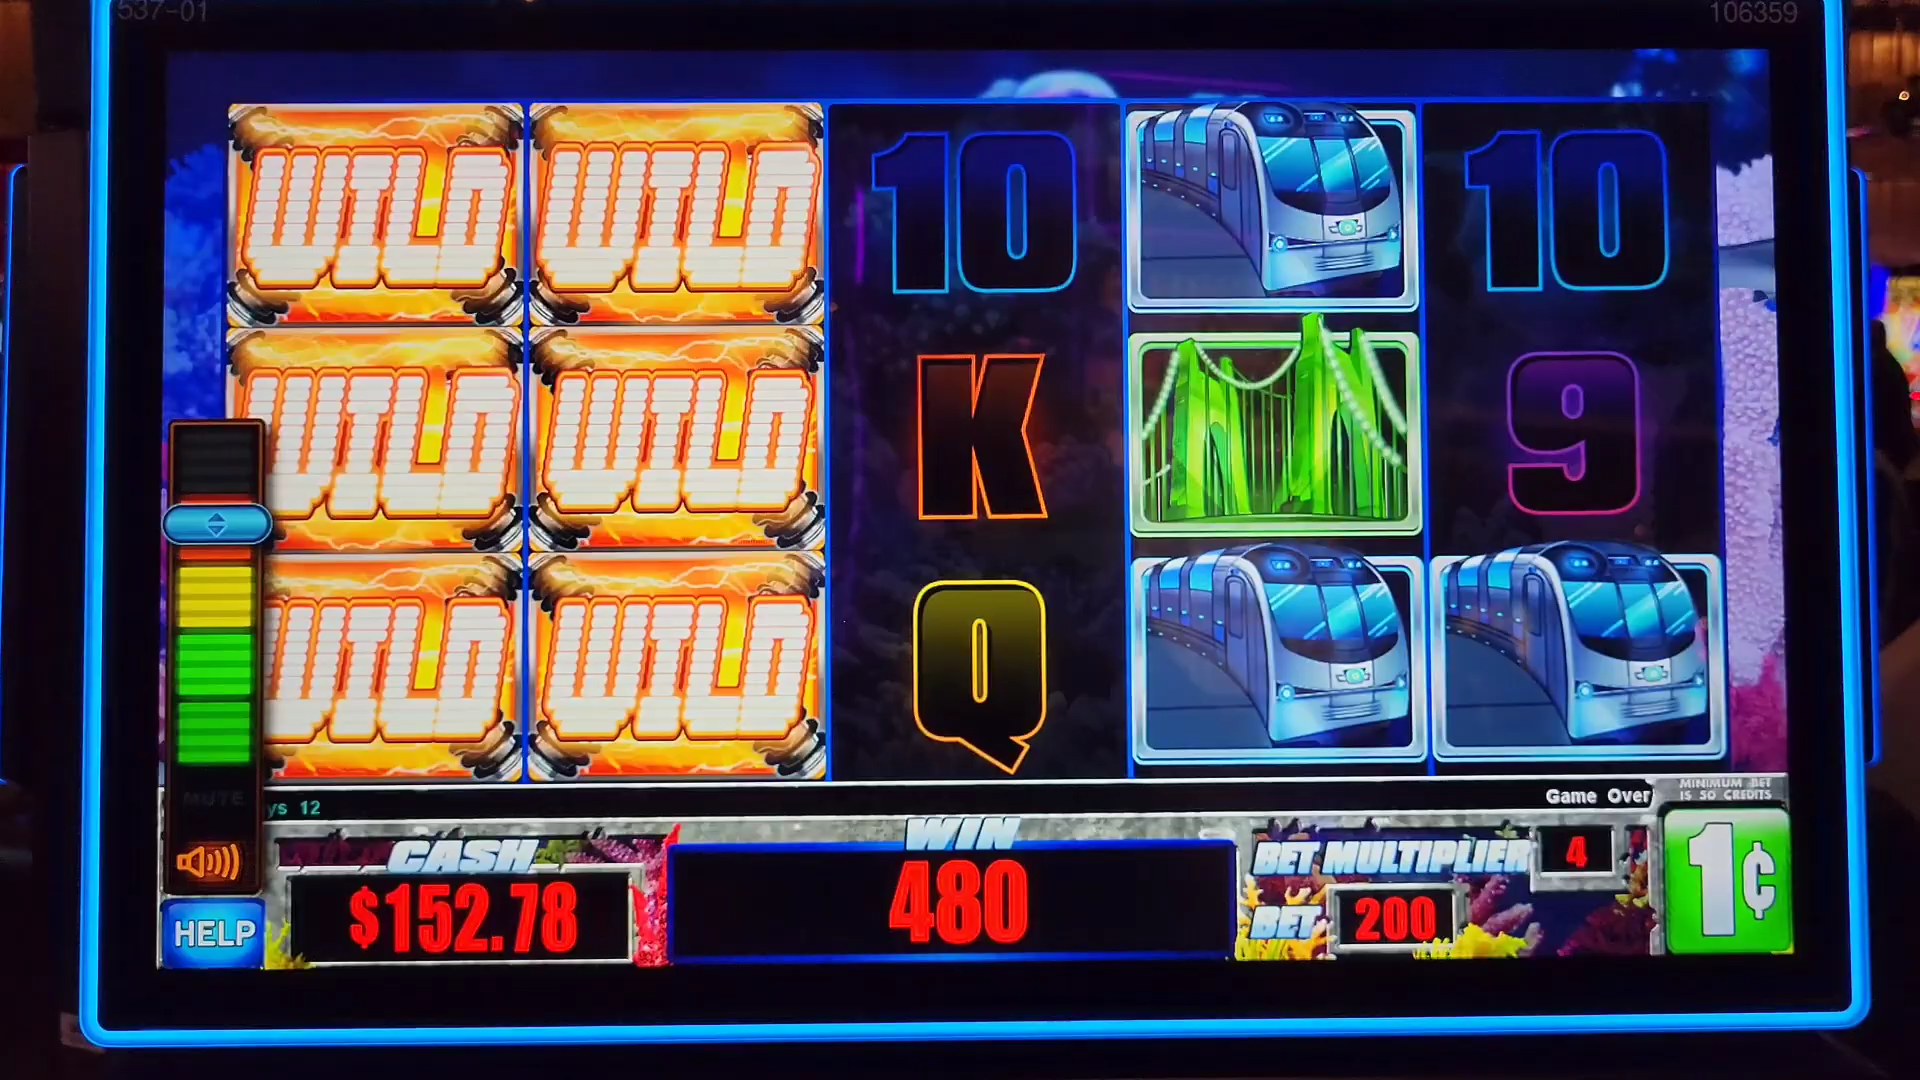 537-01 106359
WILD WILD 10 10
WILD WILD K 9
WILD WILD Q
MUTE
ys 12 Game Over
MINIMUM BET
IS 50 CREDITS
CASH WIN BET MULTIPLIER 4
$152.78 480 BET 200 1¢
HELP